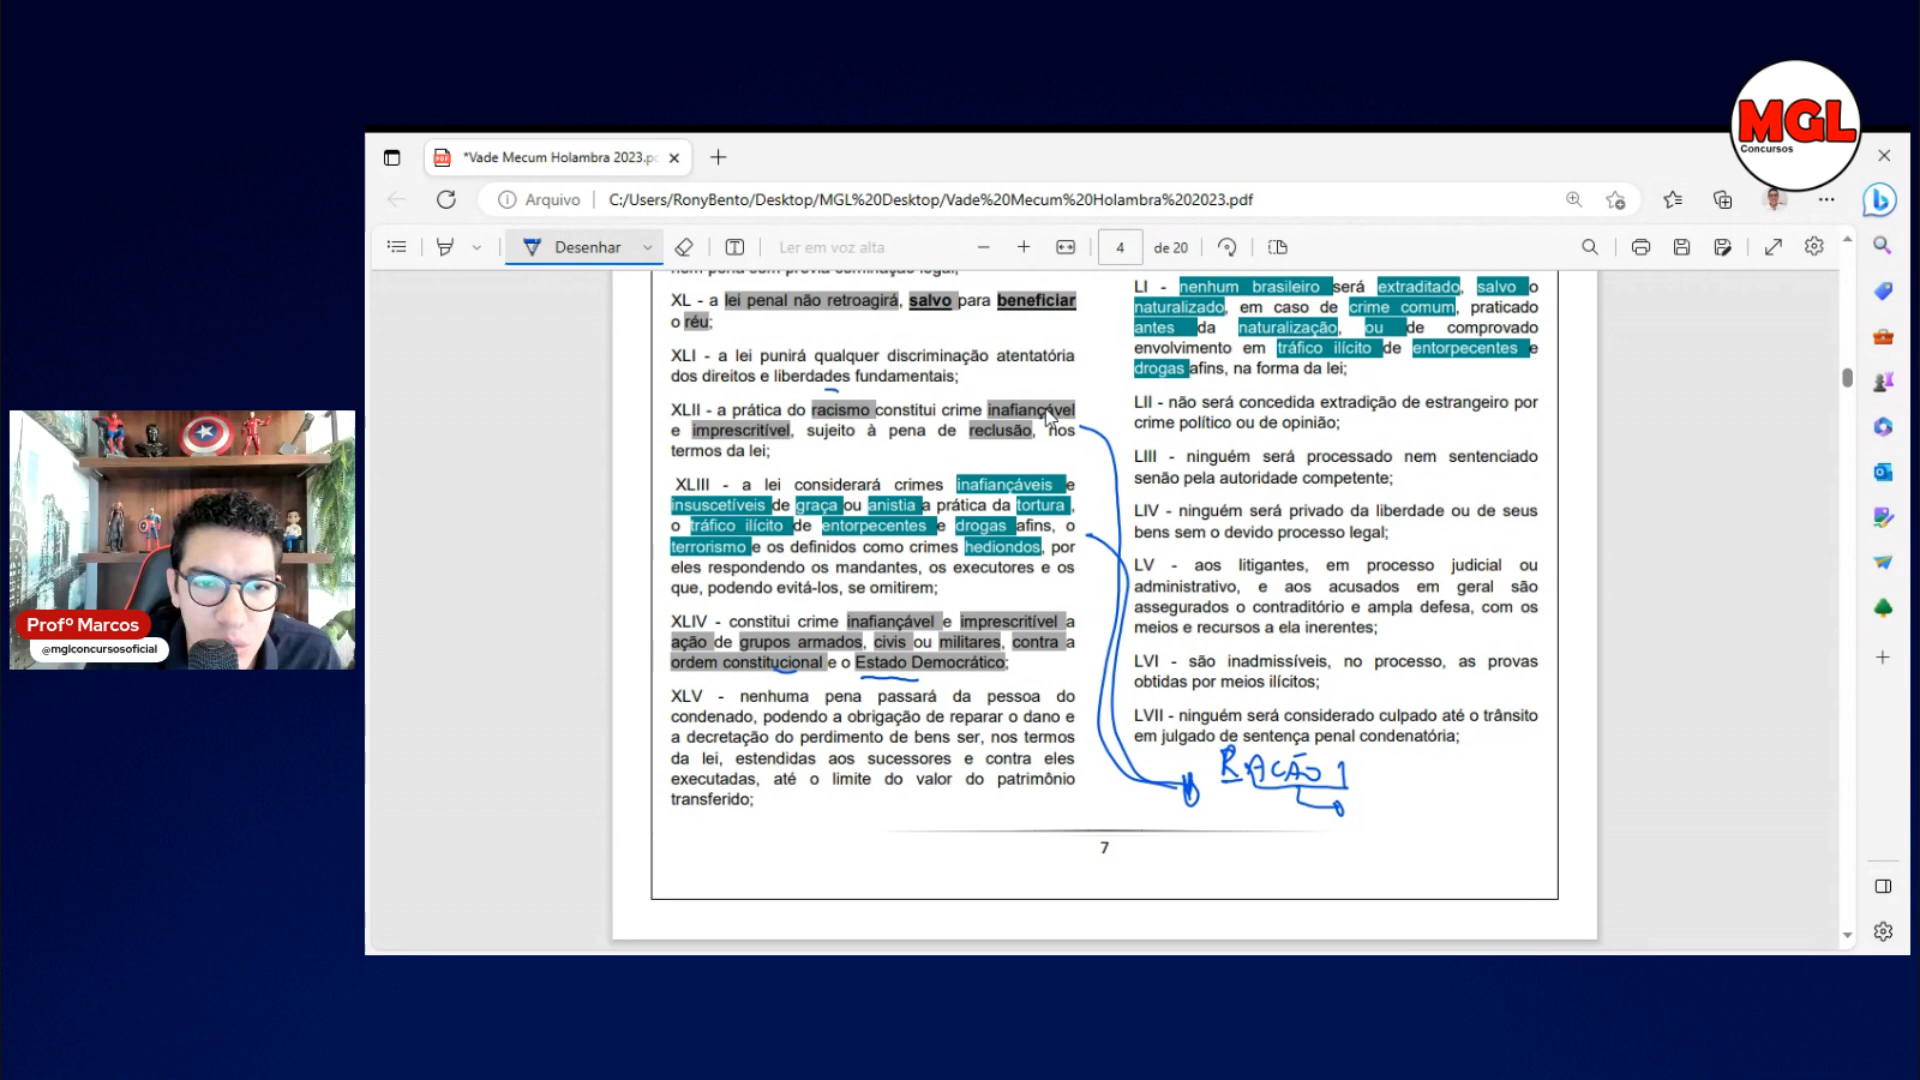 MGL
Concursos
*Vade Mecum Holambra 2023.p
Arquivo
C:/Users/RonyBento/Desktop/MGL%20Desktop/Vade%20Mecum%20Holambra%202023.pdf
Desenhar
Ler em voz alta
4
de 20
XL - a lei penal não retroagirá, salvo para beneficiar
o réu;
XLI - a lei punirá qualquer discriminação atentatória
dos direitos e liberdades fundamentais;
XLII - a prática do racismo constitui crime inafiançável
e imprescritível, sujeito à pena de reclusão, nos
termos da lei;
XLIII - a lei considerará crimes inafiançáveis e
insuscetíveis de graça ou anistia a prática da tortura ,
o tráfico ilícito de entorpecentes e drogas afins, o
terrorismo e os definidos como crimes hediondos, por
eles respondendo os mandantes, os executores e os
que, podendo evitá-los, se omitirem;
XLIV - constitui crime inafiançável e imprescritível a
ação de grupos armados, civis ou militares, contra a
ordem constitucional e o Estado Democrático;
XLV - nenhuma pena passará da pessoa do
condenado, podendo a obrigação de reparar o dano e
a decretação do perdimento de bens ser, nos termos
da lei, estendidas aos sucessores e contra eles
executadas, até o limite do valor do patrimônio
transferido;
LI - nenhum brasileiro será extraditado, salvo o
naturalizado, em caso de crime comum, praticado
antes da naturalização, ou de comprovado
envolvimento em tráfico ilícito de entorpecentes e
drogas afins, na forma da lei;
LII - não será concedida extradição de estrangeiro por
crime político ou de opinião;
LIII - ninguém será processado nem sentenciado
senão pela autoridade competente;
LIV - ninguém será privado da liberdade ou de seus
bens sem o devido processo legal;
LV - aos litigantes, em processo judicial ou
administrativo, e aos acusados em geral são
assegurados o contraditório e ampla defesa, com os
meios e recursos a ela inerentes;
LVI - são inadmissíveis, no processo, as provas
obtidas por meios ilícitos;
LVII - ninguém será considerado culpado até o trânsito
em julgado de sentença penal condenatória;
RAÇÃO 1
7
Profº Marcos
@mglconcursosoficial